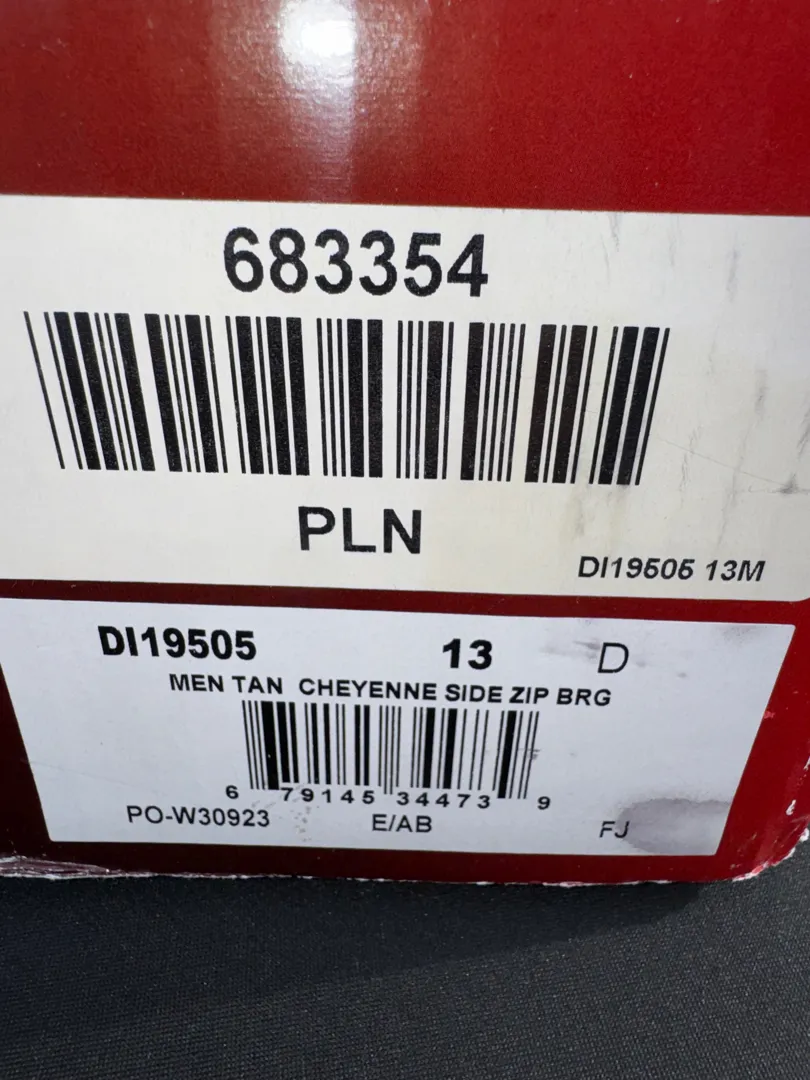 683354
PLN
DI19505 13M
DI19505 13 D
MEN TAN CHEYENNE SIDE ZIP BRG
6 79145 34473 9
PO-W30923 E/AB FJ